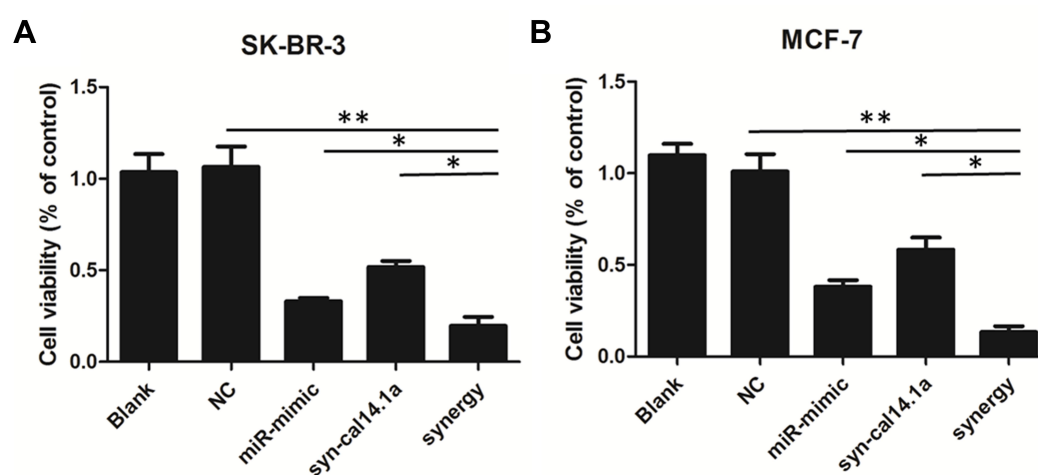 A
SK-BR-3
Cell viability (% of control)
1.5
1.0
0.5
0.0
**
*
*
Blank
NC
miR-mimic
syn-cal14.1a
synergy
B
MCF-7
Cell viability (% of control)
1.5
1.0
0.5
0.0
**
*
*
Blank
NC
miR-mimic
syn-cal14.1a
synergy